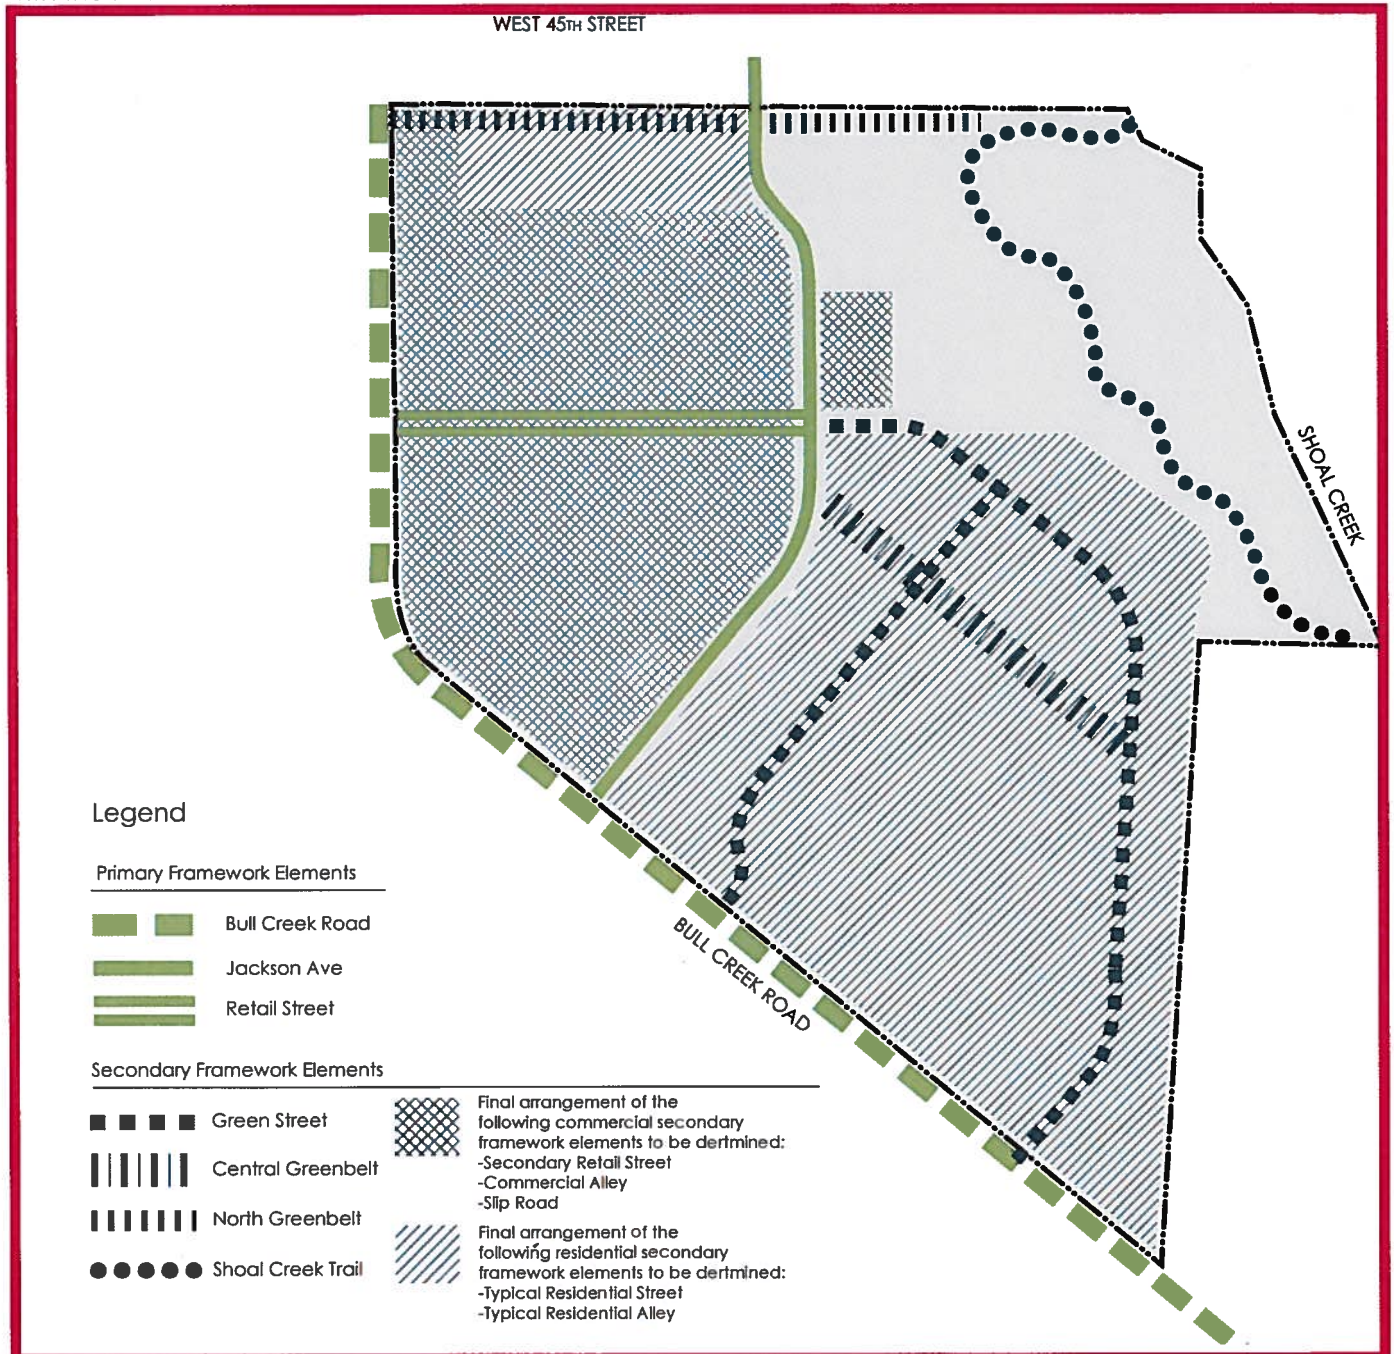 WEST 45TH STREET
SHOAL CREEK
BULL CREEK ROAD
Legend
Primary Framework Elements
Bull Creek Road
Jackson Ave
Retail Street
Secondary Framework Elements
Green Street
Central Greenbelt
North Greenbelt
Shoal Creek Trail
Final arrangement of the
following commercial secondary
framework elements to be dertmined:
-Secondary Retail Street
-Commercial Alley
-Slip Road
Final arrangement of the
following residential secondary
framework elements to be dertmined:
-Typical Residential Street
-Typical Residential Alley